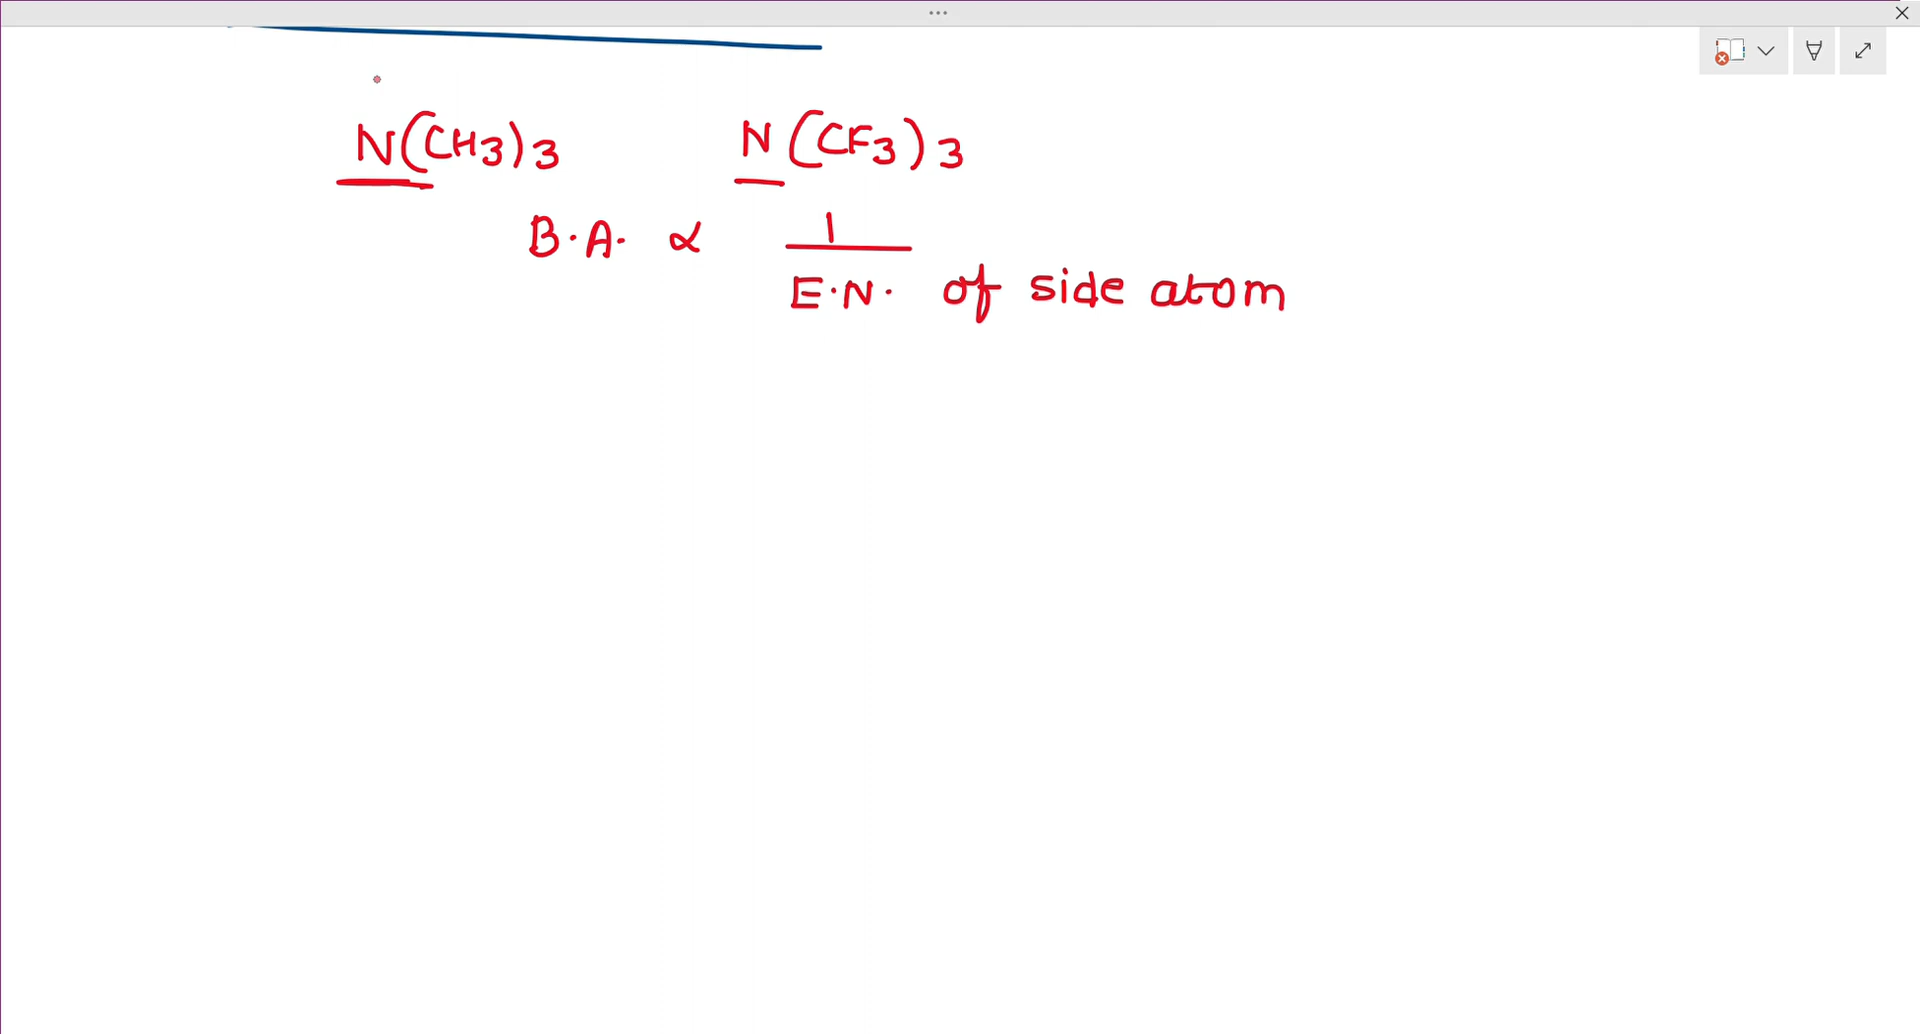 N(CH3)3 N(CF3)3
B.A. ∝ 1
E.N. of side atom